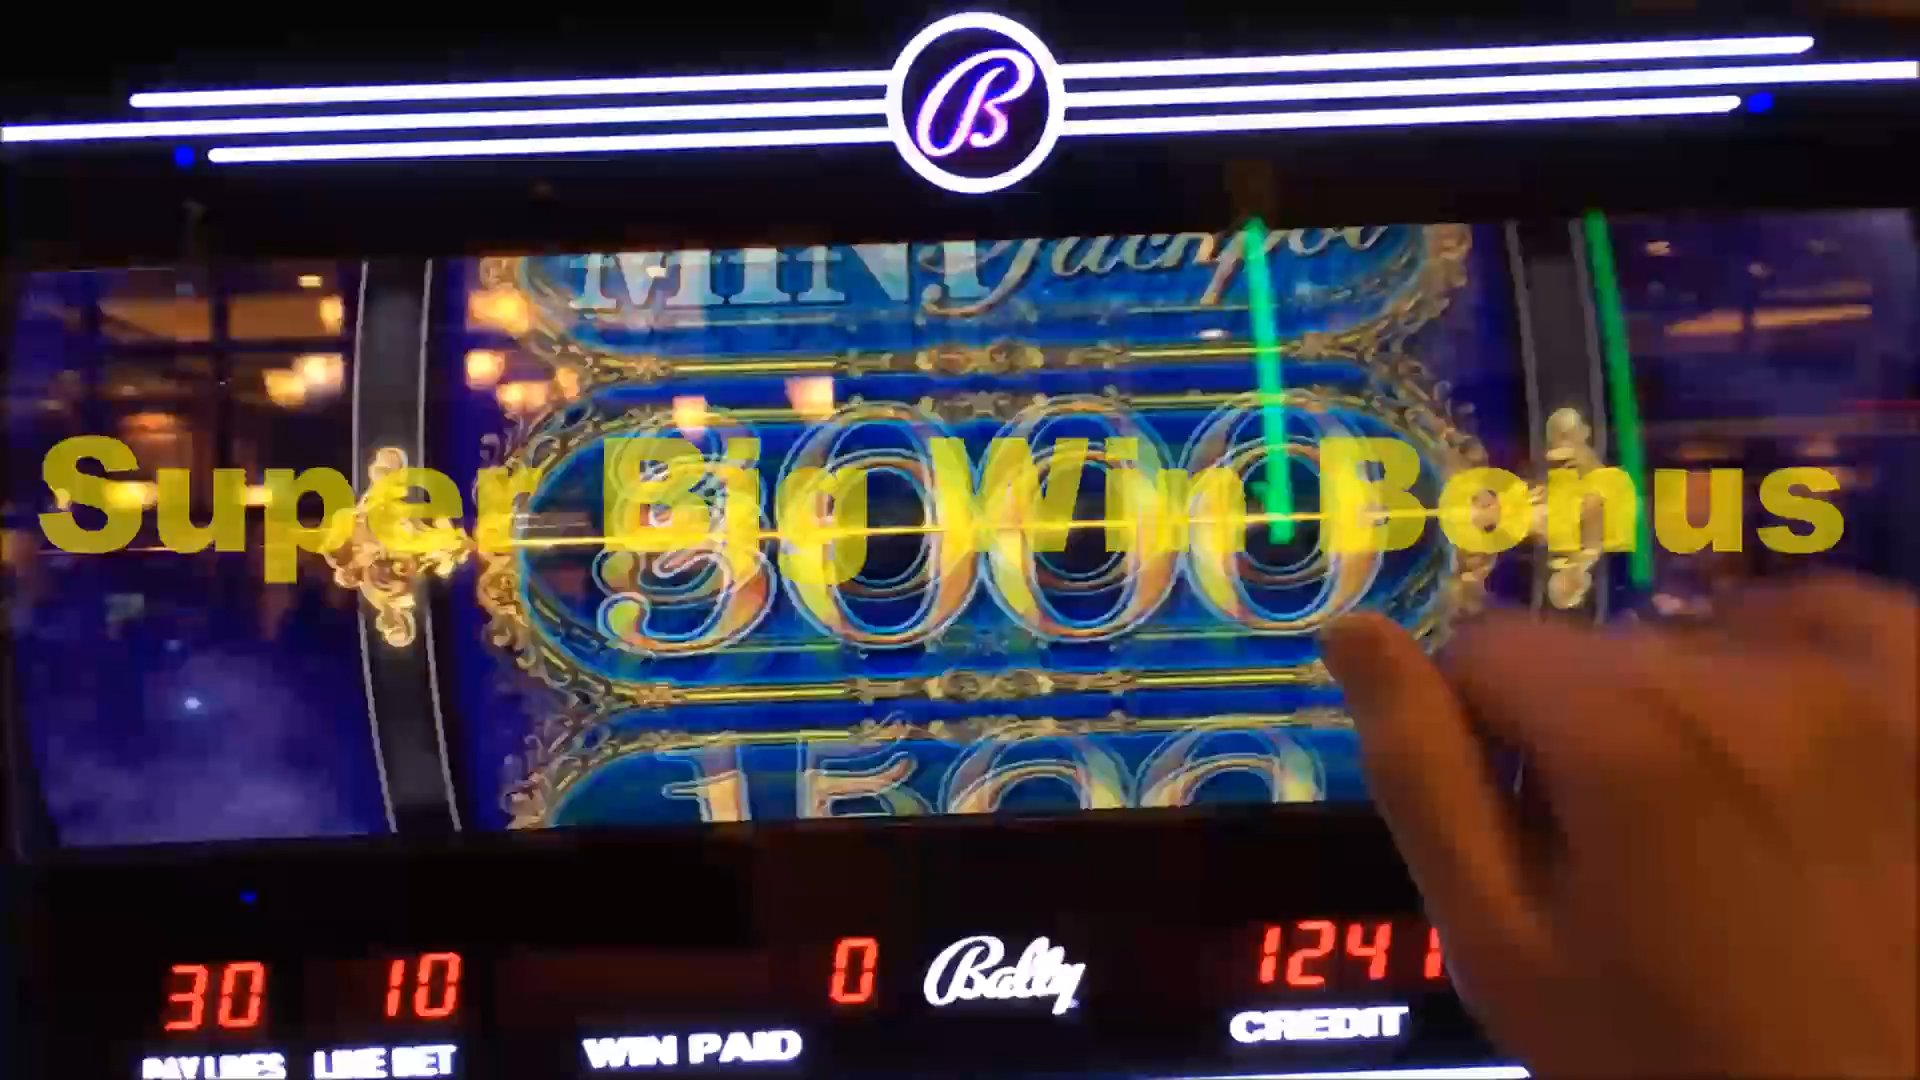 B
MINI Jackpot
3000
Super Big Win Bonus
1500
30 10 0 Bally 1241
PAY LINES LINE BET WIN PAID CREDIT